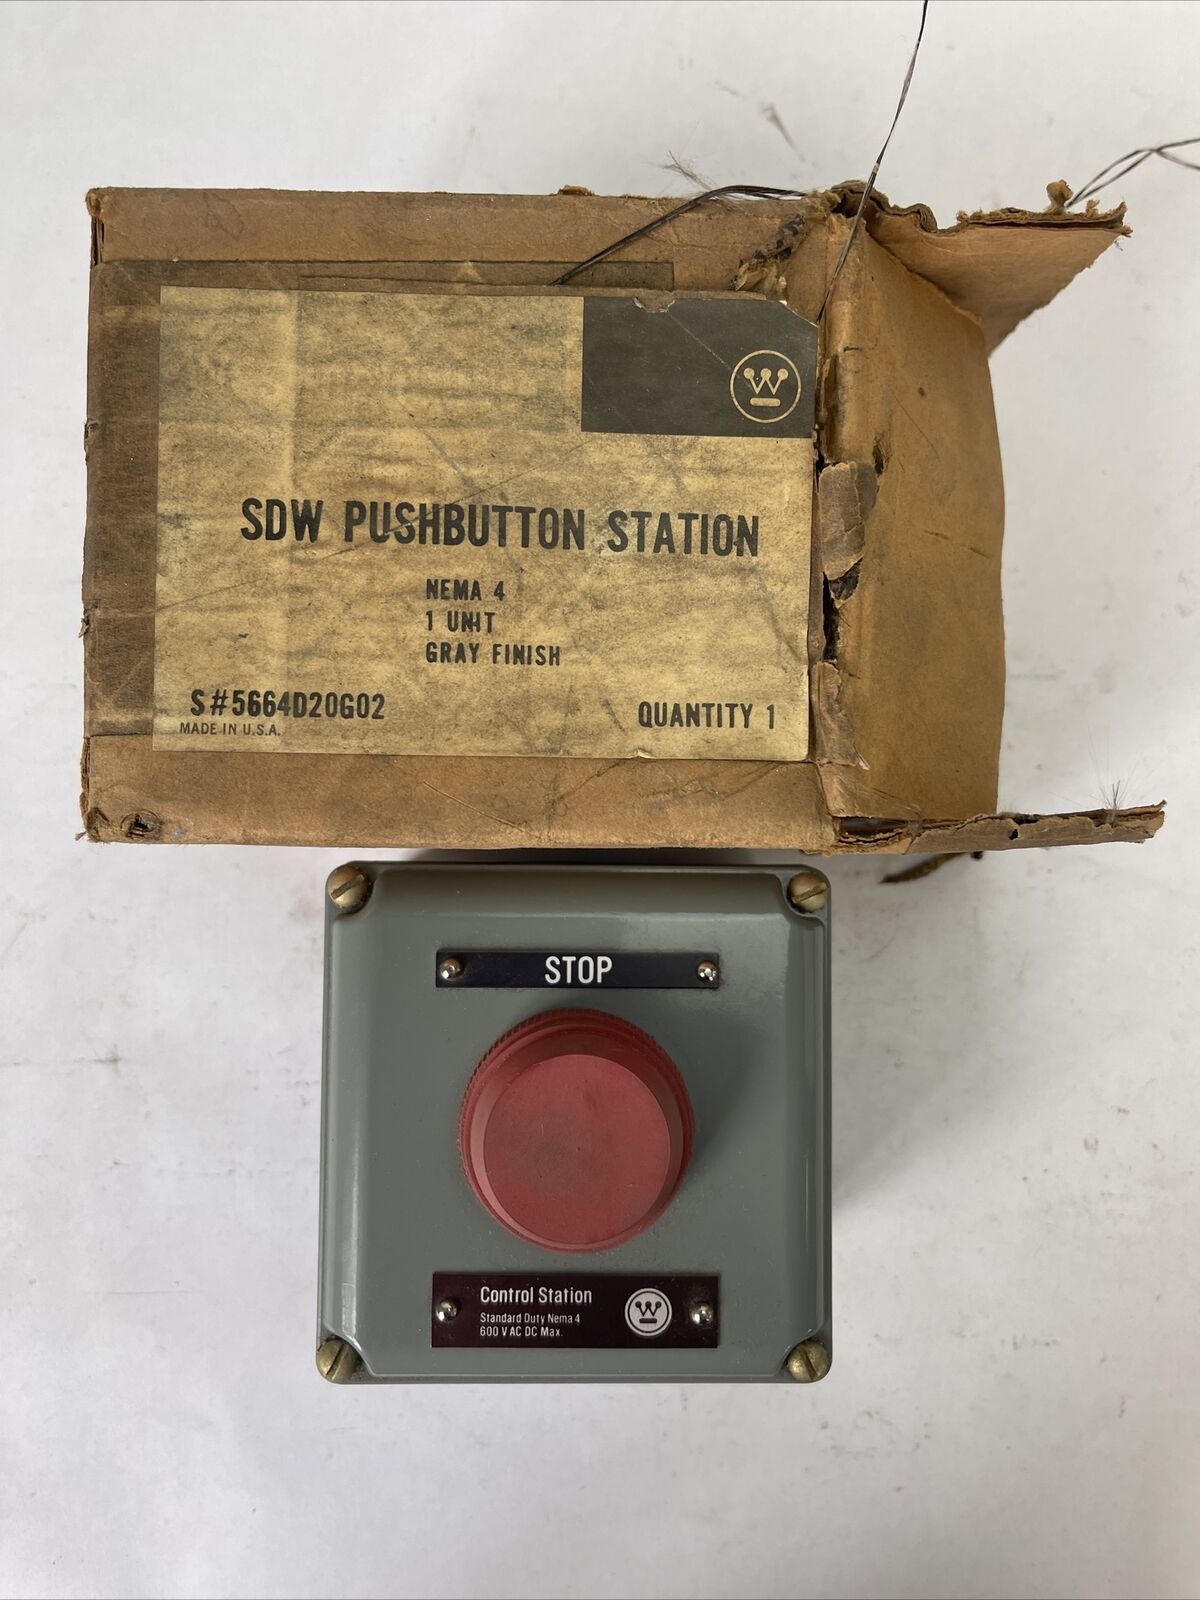 SDW PUSHBUTTON STATION
NEMA 4
1 UNIT
GRAY FINISH
S#5664D20G02
QUANTITY 1
MADE IN U.S.A.
STOP
Control Station
Standard Duty Nema 4
600 V AC DC Max.